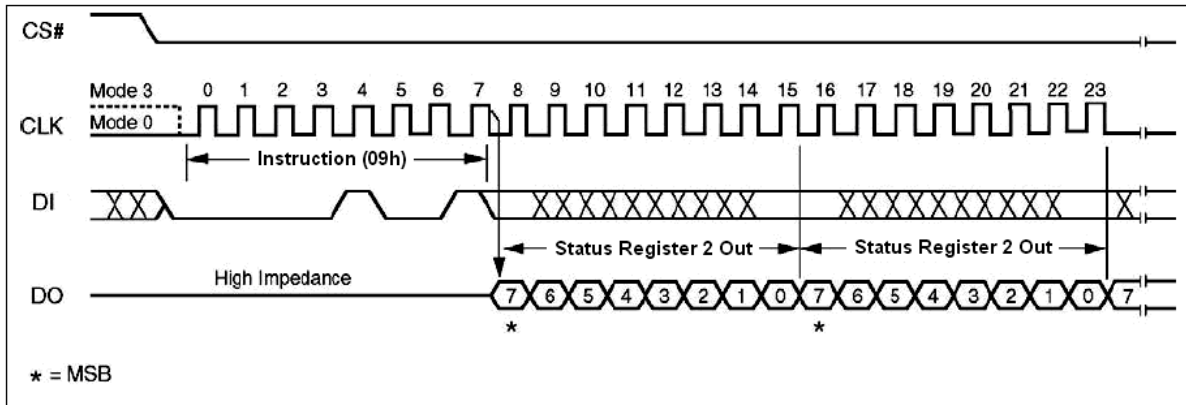 CS#
Mode 3 0 1 2 3 4 5 6 7 8 9 10 11 12 13 14 15 16 17 18 19 20 21 22 23
CLK Mode 0
Instruction (09h)
DI
Status Register 2 Out Status Register 2 Out
High Impedance
DO 7 6 5 4 3 2 1 0 7 6 5 4 3 2 1 0 7
* *
* = MSB